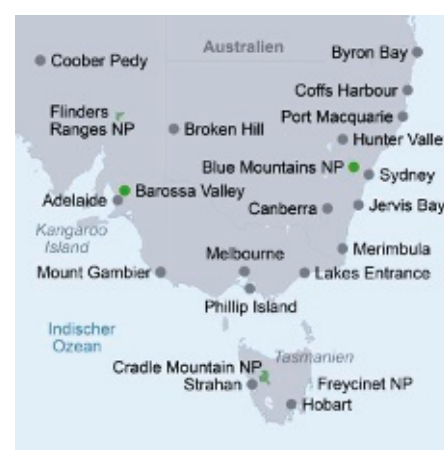 Australien
Byron Bay
Coober Pedy
Coffs Harbour
Flinders
Ranges NP
Port Macquarie
Broken Hill
Hunter Valle
Blue Mountains NP
Sydney
Barossa Valley
Adelaide
Canberra
Jervis Bay
Kangaroo
Island
Melbourne
Merimbula
Mount Gambier
Lakes Entrance
Phillip Island
Indischer
Ozean
Tasmanien
Cradle Mountain NP
Strahan
Freycinet NP
Hobart